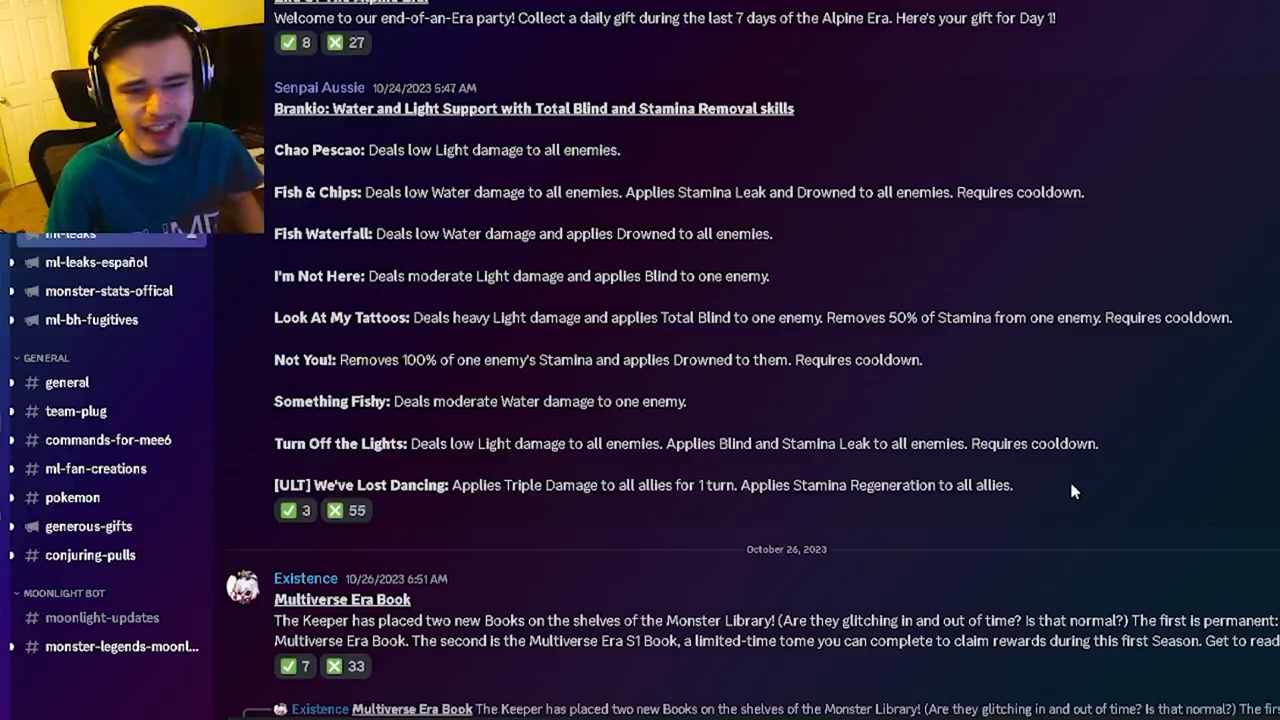 Welcome to our end-of-an-Era party! Collect a daily gift during the last 7 days of the Alpine Era. Here's your gift for Day 1!
8 27
Senpai Aussie 10/24/2023 5:47 AM
Brankio: Water and Light Support with Total Blind and Stamina Removal skills
Chao Pescao: Deals low Light damage to all enemies.
Fish & Chips: Deals low Water damage to all enemies. Applies Stamina Leak and Drowned to all enemies. Requires cooldown.
Fish Waterfall: Deals low Water damage and applies Drowned to all enemies.
I'm Not Here: Deals moderate Light damage and applies Blind to one enemy.
Look At My Tattoos: Deals heavy Light damage and applies Total Blind to one enemy. Removes 50% of Stamina from one enemy. Requires cooldown.
Not You!: Removes 100% of one enemy's Stamina and applies Drowned to them. Requires cooldown.
Something Fishy: Deals moderate Water damage to one enemy.
Turn Off the Lights: Deals low Light damage to all enemies. Applies Blind and Stamina Leak to all enemies. Requires cooldown.
[ULT] We've Lost Dancing: Applies Triple Damage to all allies for 1 turn. Applies Stamina Regeneration to all allies.
3 55
October 26, 2023
Existence 10/26/2023 6:51 AM
Multiverse Era Book
The Keeper has placed two new Books on the shelves of the Monster Library! (Are they glitching in and out of time? Is that normal?) The first is permanent:
Multiverse Era Book. The second is the Multiverse Era S1 Book, a limited-time tome you can complete to claim rewards during this first Season. Get to read
7 33
Existence Multiverse Era Book The Keeper has placed two new Books on the shelves of the Monster Library! (Are they glitching in and out of time? Is that normal?) The
ml-leaks
ml-leaks-español
monster-stats-offical
ml-bh-fugitives
GENERAL
general
team-plug
commands-for-mee6
ml-fan-creations
pokemon
generous-gifts
conjuring-pulls
MOONLIGHT BOT
moonlight-updates
monster-legends-moonl...